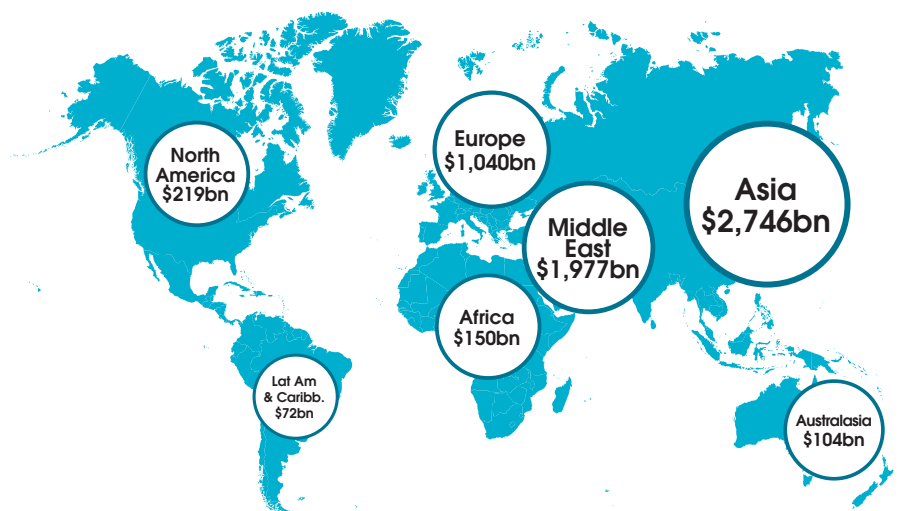 North
America
$219bn
Europe
$1,040bn
Asia
$2,746bn
Middle
East
$1,977bn
Africa
$150bn
Lat Am
& Caribb.
$72bn
Australasia
$104bn